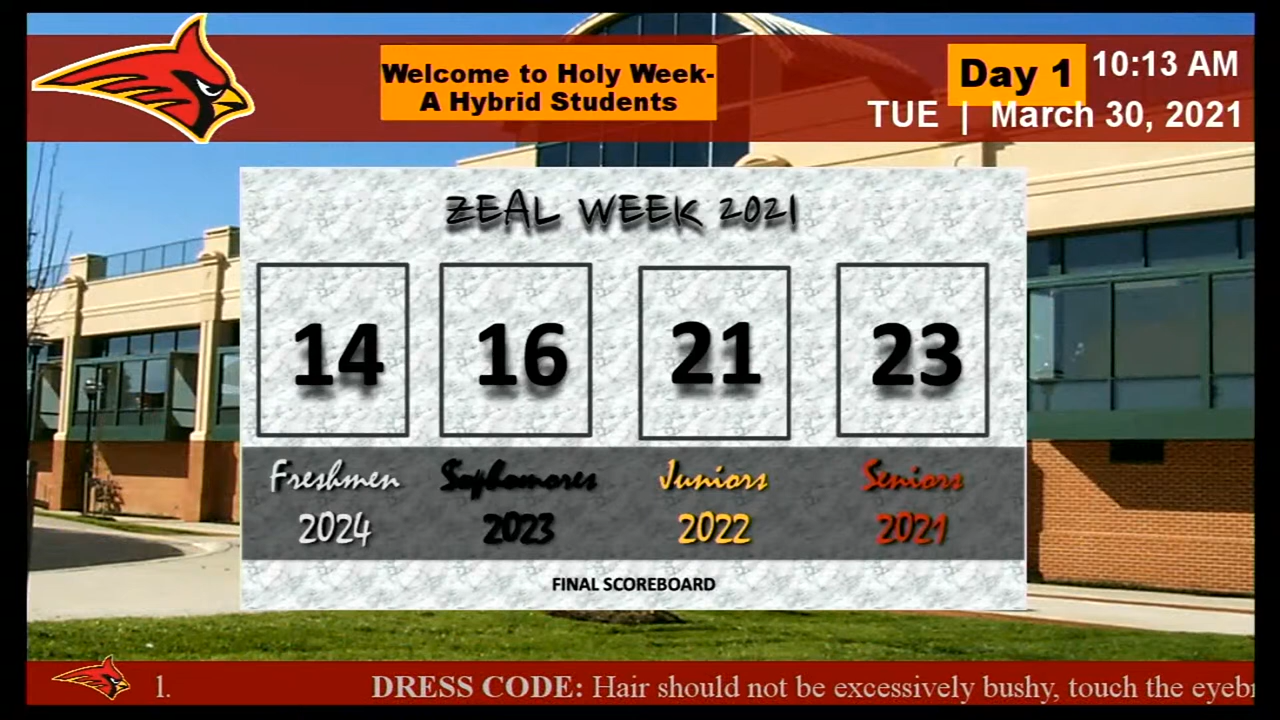 Welcome to Holy Week-
A Hybrid Students
Day 1
10:13 AM
TUE | March 30, 2021
ZEAL WEEK 2021
14 16 21 23
Freshmen Sophomores Juniors Seniors
2024 2023 2022 2021
FINAL SCOREBOARD
1. DRESS CODE: Hair should not be excessively bushy, touch the